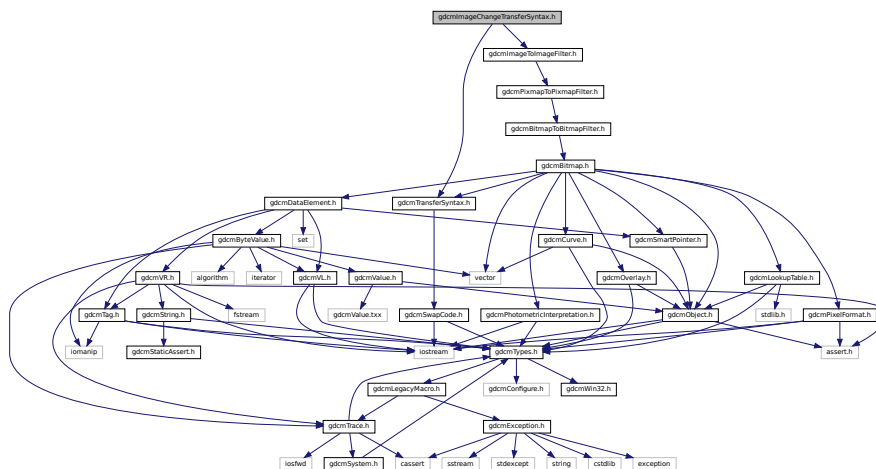 gdcmImageChangeTransferSyntax.h
gdcmImageToImageFilter.h
gdcmPixmapToPixmapFilter.h
gdcmBitmapToBitmapFilter.h
gdcmBitmap.h
gdcmDataElement.h
gdcmTransferSyntax.h
gdcmByteValue.h
set
gdcmCurve.h
gdcmSmartPointer.h
gdcmVR.h
algorithm
iterator
gdcmVL.h
gdcmValue.h
vector
gdcmOverlay.h
gdcmLookupTable.h
gdcmTag.h
gdcmString.h
fstream
gdcmValue.txx
gdcmSwapCode.h
gdcmPhotometricInterpretation.h
gdcmObject.h
stdlib.h
gdcmPixelFormat.h
iomanip
gdcmStaticAssert.h
iostream
gdcmTypes.h
assert.h
gdcmLegacyMacro.h
gdcmConfigure.h
gdcmWin32.h
gdcmTrace.h
gdcmException.h
iosfwd
gdcmSystem.h
cassert
sstream
stdexcept
string
cstdlib
exception